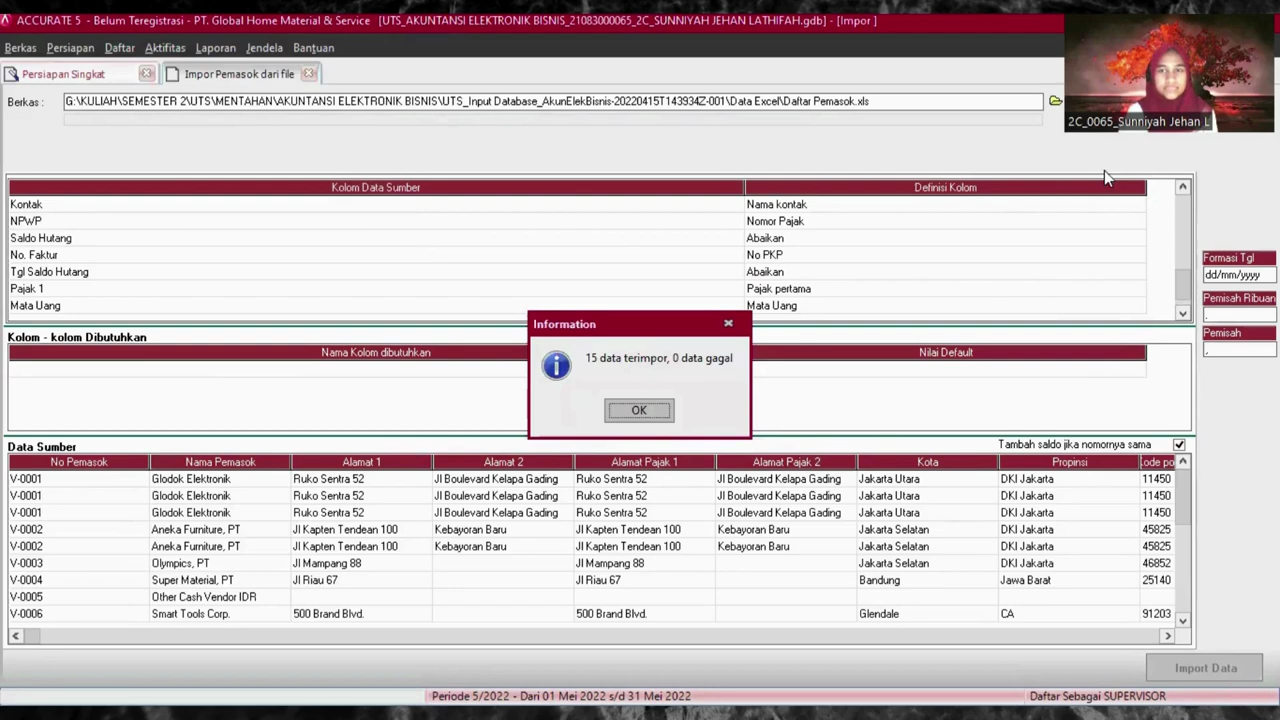 ACCURATE 5 - Belum Teregistrasi - PT. Global Home Material & Service [UTS_AKUNTANSI ELEKTRONIK BISNIS_21083000065_2C_SUNNIYAH JEHAN LATHIFAH.gdb] - [Impor ]
Berkas Persiapan Daftar Aktifitas Laporan Jendela Bantuan
Persiapan Singkat Impor Pemasok dari file
Berkas : G:\KULIAH\SEMESTER 2\UTS\MENTAHAN\AKUNTANSI ELEKTRONIK BISNIS\UTS_Input Database_AkunElekBisnis-20220415T143934Z-001\Data Excel\Daftar Pemasok.xls
2C_0065_Sunniyah Jehan L
Kolom Data Sumber Definisi Kolom
Kontak Nama kontak
NPWP Nomor Pajak
Saldo Hutang Abaikan
No. Faktur No PKP
Tgl Saldo Hutang Abaikan
Pajak 1 Pajak pertama
Mata Uang Mata Uang
Formasi Tgl
dd/mm/yyyy
Pemisah Ribuan
.
Pemisah
,
Kolom - kolom Dibutuhkan
Nama Kolom dibutuhkan Nilai Default
Information
15 data terimpor, 0 data gagal
OK
Data Sumber Tambah saldo jika nomornya sama
No Pemasok Nama Pemasok Alamat 1 Alamat 2 Alamat Pajak 1 Alamat Pajak 2 Kota Propinsi
V-0001 Glodok Elektronik Ruko Sentra 52 Jl Boulevard Kelapa Gading Ruko Sentra 52 Jl Boulevard Kelapa Gading Jakarta Utara DKI Jakarta 11450
V-0001 Glodok Elektronik Ruko Sentra 52 Jl Boulevard Kelapa Gading Ruko Sentra 52 Jl Boulevard Kelapa Gading Jakarta Utara DKI Jakarta 11450
V-0001 Glodok Elektronik Ruko Sentra 52 Jl Boulevard Kelapa Gading Ruko Sentra 52 Jl Boulevard Kelapa Gading Jakarta Utara DKI Jakarta 11450
V-0002 Aneka Furniture, PT Jl Kapten Tendean 100 Kebayoran Baru Jl Kapten Tendean 100 Kebayoran Baru Jakarta Selatan DKI Jakarta 45825
V-0002 Aneka Furniture, PT Jl Kapten Tendean 100 Kebayoran Baru Jl Kapten Tendean 100 Kebayoran Baru Jakarta Selatan DKI Jakarta 45825
V-0003 Olympics, PT Jl Mampang 88 Jl Mampang 88 Jakarta Selatan DKI Jakarta 46852
V-0004 Super Material, PT Jl Riau 67 Jl Riau 67 Bandung Jawa Barat 25140
V-0005 Other Cash Vendor IDR
V-0006 Smart Tools Corp. 500 Brand Blvd. 500 Brand Blvd. Glendale CA 91203
Import Data
Periode 5/2022 - Dari 01 Mei 2022 s/d 31 Mei 2022 Daftar Sebagai SUPERVISOR